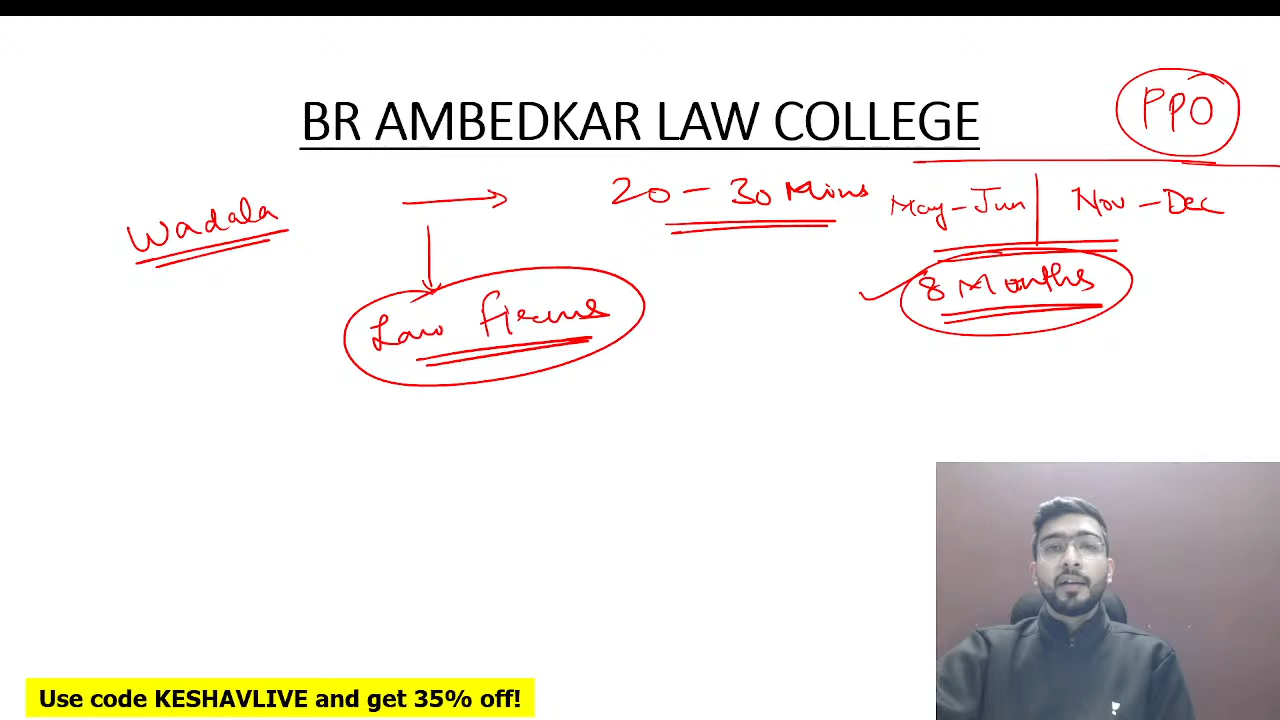 BR AMBEDKAR LAW COLLEGE
PPO
Wadala
20 - 30 Mins
May - Jun
Nov - Dec
8 Months
Law firms
Use code KESHAVLIVE and get 35% off!